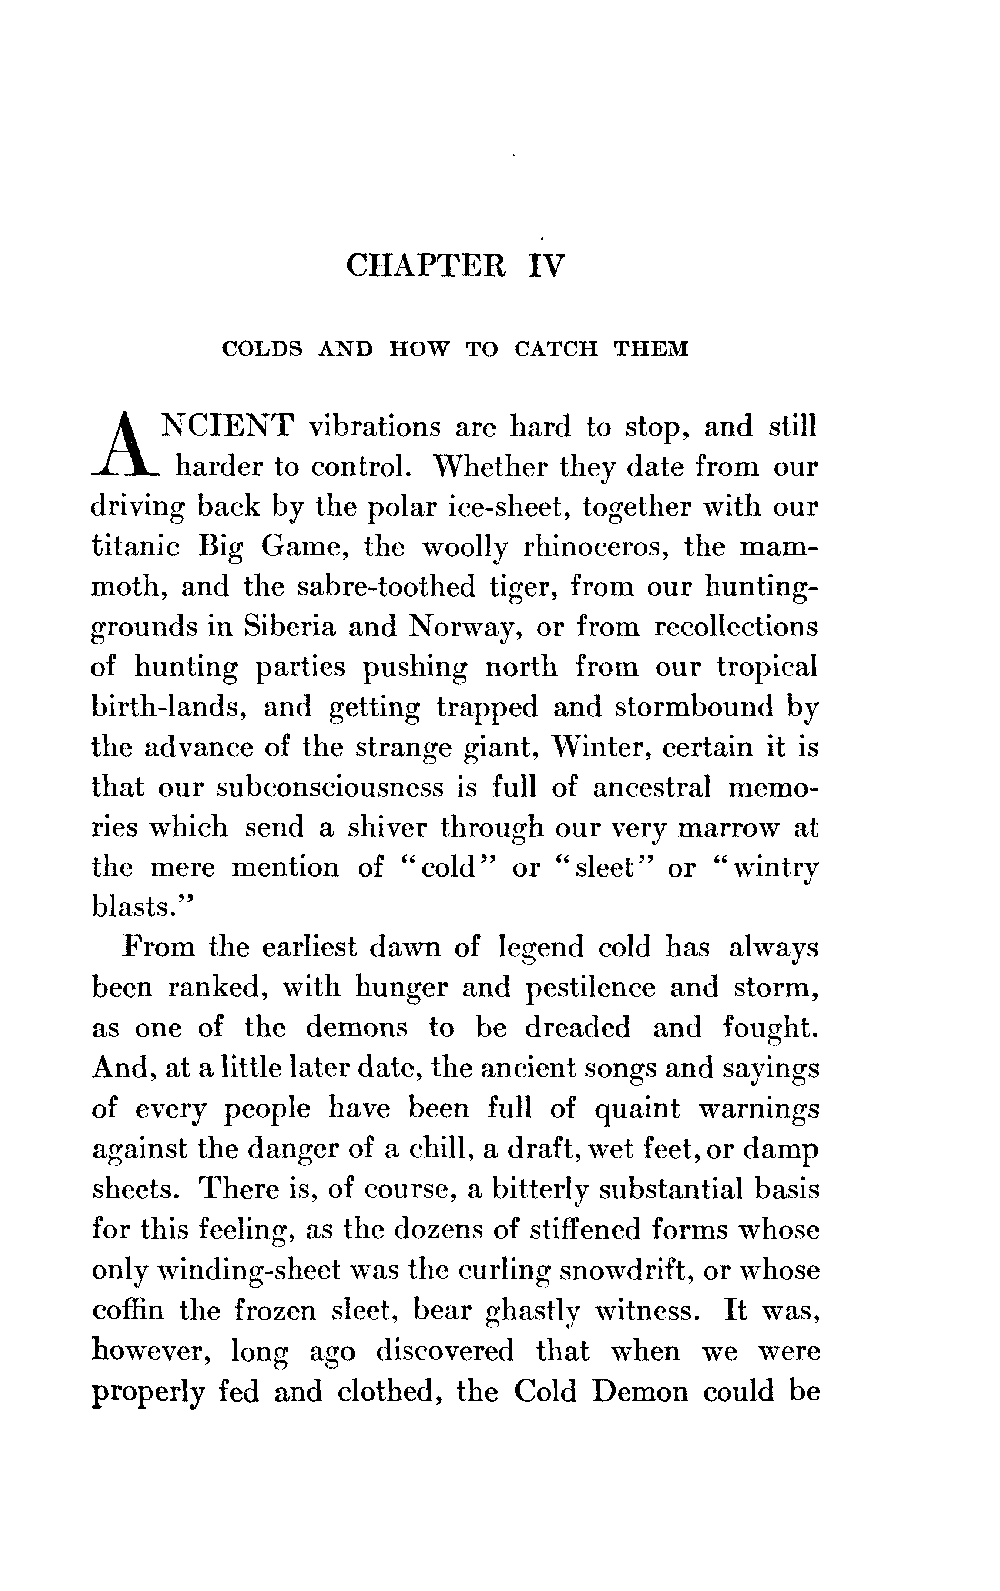 CHAPTER IV
COLDS AND HOW TO CATCH THEM
ANCIENT vibrations are hard to stop, and still
harder to control. Whether they date from our
driving back by the polar ice-sheet, together with our
titanic Big Game, the woolly rhinoceros, the mam-
moth, and the sabre-toothed tiger, from our hunting-
grounds in Siberia and Norway, or from recollections
of hunting parties pushing north from our tropical
birth-lands, and getting trapped and stormbound by
the advance of the strange giant, Winter, certain it is
that our subconsciousness is full of ancestral memo-
ries which send a shiver through our very marrow at
the mere mention of "cold" or "sleet" or "wintry
blasts."
From the earliest dawn of legend cold has always
been ranked, with hunger and pestilence and storm,
as one of the demons to be dreaded and fought.
And, at a little later date, the ancient songs and sayings
of every people have been full of quaint warnings
against the danger of a chill, a draft, wet feet, or damp
sheets. There is, of course, a bitterly substantial basis
for this feeling, as the dozens of stiffened forms whose
only winding-sheet was the curling snowdrift, or whose
coffin the frozen sleet, bear ghastly witness. It was,
however, long ago discovered that when we were
properly fed and clothed, the Cold Demon could be